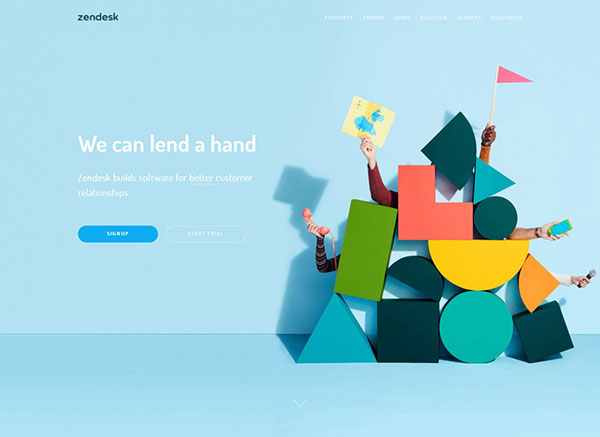 zendesk
PRODUCTS PRICING DEMO SOLUTION SERVICES RESOURCES
We can lend a hand
Zendesk builds software for better customer
relationships.
SIGNUP
START TRIAL